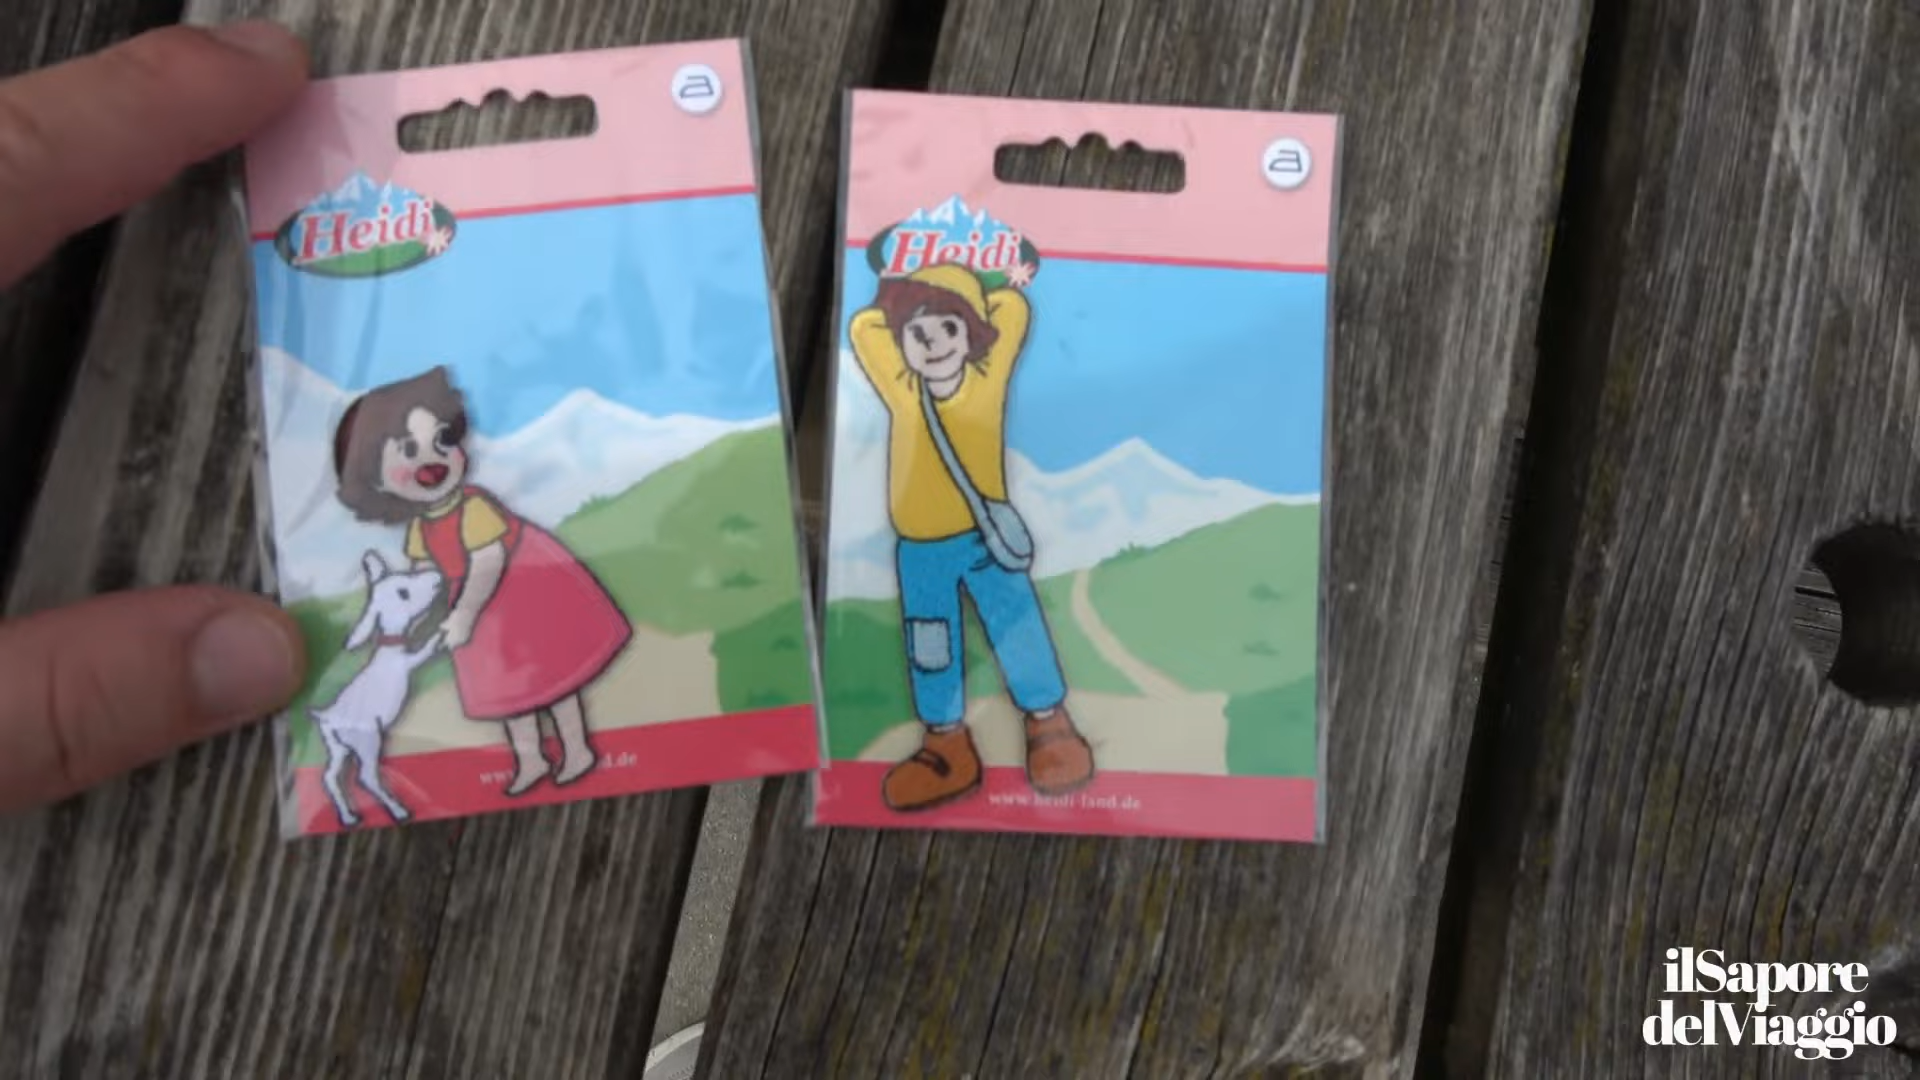 Heidi
Heidi
www.heidi-land.de
ilSapore
delViaggio